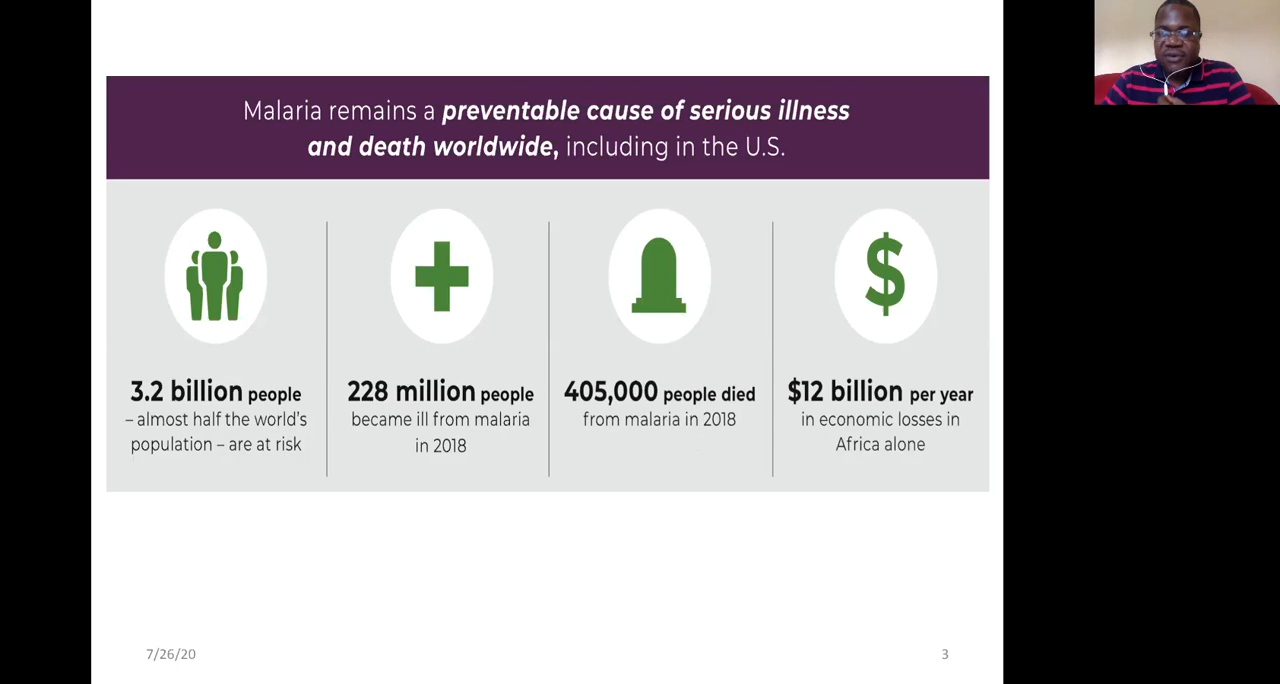 Malaria remains a preventable cause of serious illness
and death worldwide, including in the U.S.
3.2 billion people
– almost half the world's
population – are at risk
228 million people
became ill from malaria
in 2018
405,000 people died
from malaria in 2018
$12 billion per year
in economic losses in
Africa alone
7/26/20
3